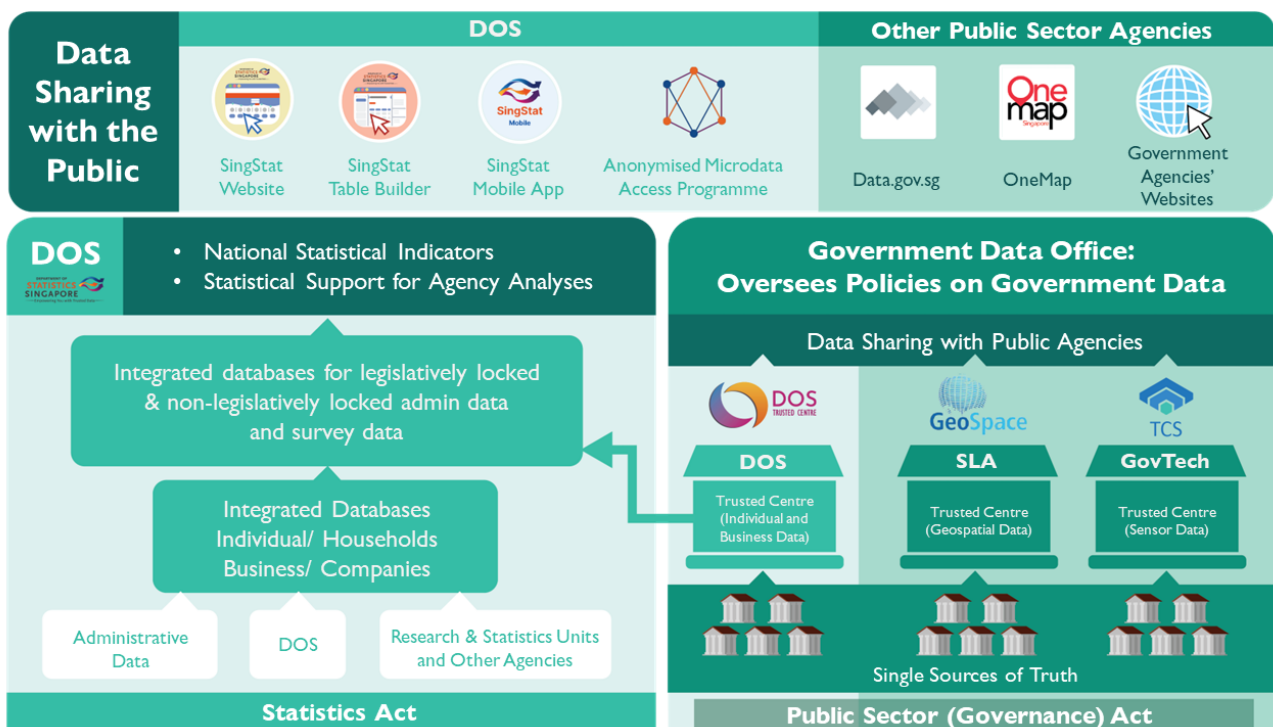 Data
Sharing
with the
Public
DOS
SingStat
Website
SingStat
Table Builder
SingStat
Mobile
SingStat
Mobile App
Anonymised Microdata
Access Programme
Other Public Sector Agencies
Data.gov.sg
One
map
Singapore
OneMap
Government
Agencies'
Websites
DOS
DEPARTMENT OF
STATISTICS
SINGAPORE
• National Statistical Indicators
• Statistical Support for Agency Analyses
Integrated databases for legislatively locked
& non-legislatively locked admin data
and survey data
Integrated Databases
Individual/ Households
Business/ Companies
Administrative
Data
DOS
Research & Statistics Units
and Other Agencies
Statistics Act
Government Data Office:
Oversees Policies on Government Data
Data Sharing with Public Agencies
DOS
TRUSTED CENTRE
GeoSpace
TCS
DOS
Trusted Centre
(Individual and
Business Data)
SLA
Trusted Centre
(Geospatial Data)
GovTech
Trusted Centre
(Sensor Data)
Single Sources of Truth
Public Sector (Governance) Act